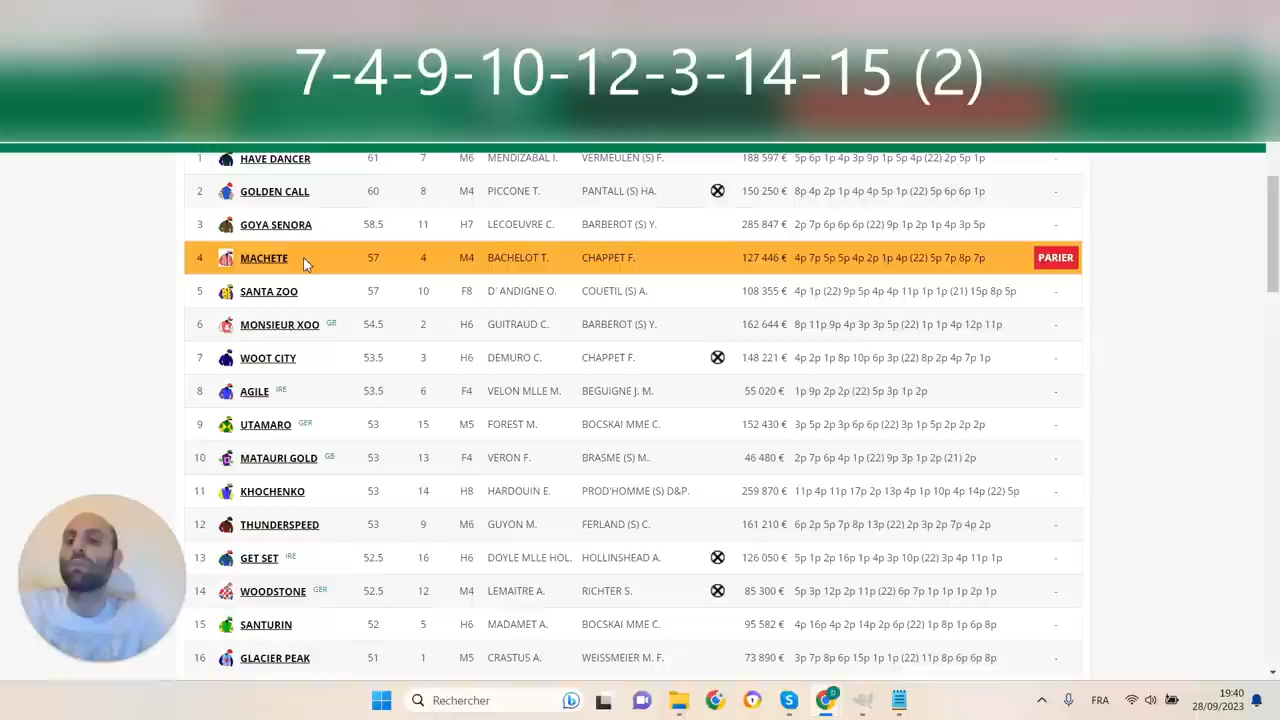 7-4-9-10-12-3-14-15 (2)
1 HAVE DANCER 61 7 M6 MENDIZABAL I. VERMEULEN (S) F. 188 597 € 5p 6p 1p 4p 3p 9p 1p 5p 4p (22) 2p 5p 1p
2 GOLDEN CALL 60 8 M4 PICCONE T. PANTALL (S) HA. 150 250 € 8p 4p 2p 1p 4p 4p 5p 1p (22) 5p 6p 6p 1p -
3 GOYA SENORA 58.5 11 H7 LECOEUVRE C. BARBEROT (S) Y. 285 847 € 2p 7p 6p 6p 6p (22) 9p 1p 2p 1p 4p 3p 5p -
4 MACHETE 57 4 M4 BACHELOT T. CHAPPET F. 127 446 € 4p 7p 5p 5p 4p 2p 1p 4p (22) 5p 7p 8p 7p PARIER
5 SANTA ZOO 57 10 F8 D' ANDIGNE O. COUETIL (S) A. 108 355 € 4p 1p (22) 9p 5p 4p 4p 11p 1p 1p (21) 15p 8p 5p -
6 MONSIEUR XOO GB 54.5 2 H6 GUITRAUD C. BARBEROT (S) Y. 162 644 € 8p 11p 9p 4p 3p 3p 5p (22) 1p 1p 4p 12p 11p -
7 WOOT CITY 53.5 3 H6 DEMURO C. CHAPPET F. 148 221 € 4p 2p 1p 8p 10p 6p 3p (22) 8p 2p 4p 7p 1p -
8 AGILE IRE 53.5 6 F4 VELON MLLE M. BEGUIGNE J. M. 55 020 € 1p 9p 2p 2p (22) 5p 3p 1p 2p -
9 UTAMARO GER 53 15 M5 FOREST M. BOCSKAI MME C. 152 430 € 3p 5p 2p 3p 6p 6p (22) 3p 1p 5p 2p 2p 2p -
10 MATAURI GOLD GB 53 13 F4 VERON F. BRASME (S) M. 46 480 € 2p 7p 6p 4p 1p (22) 9p 3p 1p 2p (21) 2p -
11 KHOCHENKO 53 14 H8 HARDOUIN E. PROD'HOMME (S) D&P. 259 870 € 11p 4p 11p 17p 2p 13p 4p 1p 10p 4p 14p (22) 5p -
12 THUNDERSPEED 53 9 M6 GUYON M. FERLAND (S) C. 161 210 € 6p 2p 5p 7p 8p 13p (22) 2p 3p 2p 7p 4p 2p -
13 GET SET IRE 52.5 16 H6 DOYLE MLLE HOL. HOLLINSHEAD A. 126 050 € 5p 1p 2p 16p 1p 4p 3p 10p (22) 3p 4p 11p 1p -
14 WOODSTONE GER 52.5 12 M4 LEMAITRE A. RICHTER S. 85 300 € 5p 3p 12p 2p 11p (22) 6p 7p 1p 1p 1p 2p 1p -
15 SANTURIN 52 5 H6 MADAMET A. BOCSKAI MME C. 95 582 € 4p 16p 4p 2p 14p 2p 6p (22) 1p 8p 1p 6p 8p -
16 GLACIER PEAK 51 1 M5 CRASTUS A. WEISSMEIER M. F. 73 890 € 3p 7p 8p 6p 15p 1p 1p (22) 11p 8p 6p 6p 8p -
Rechercher
FRA
19:40
28/09/2023